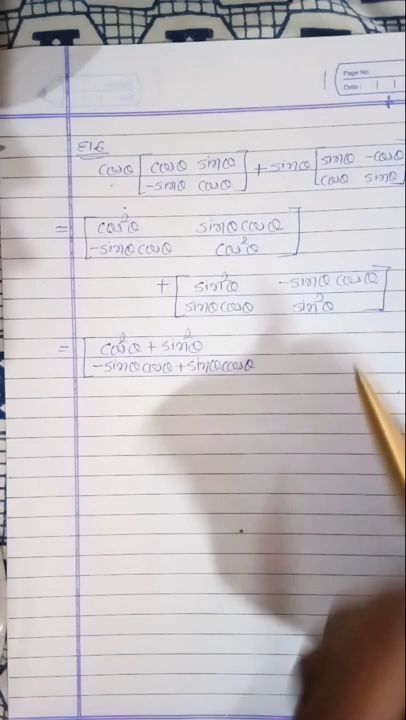 Page No.:
Date:
E16
cosθ [cosθ sinθ] + sinθ [sinθ -cosθ]
[-sinθ cosθ] [cosθ sinθ]
= [cos²θ sinθcosθ]
[-sinθcosθ cos²θ]
+ [sin²θ -sinθcosθ]
[sinθcosθ sin²θ]
= [cos²θ + sin²θ
-sinθcosθ + sinθcosθ